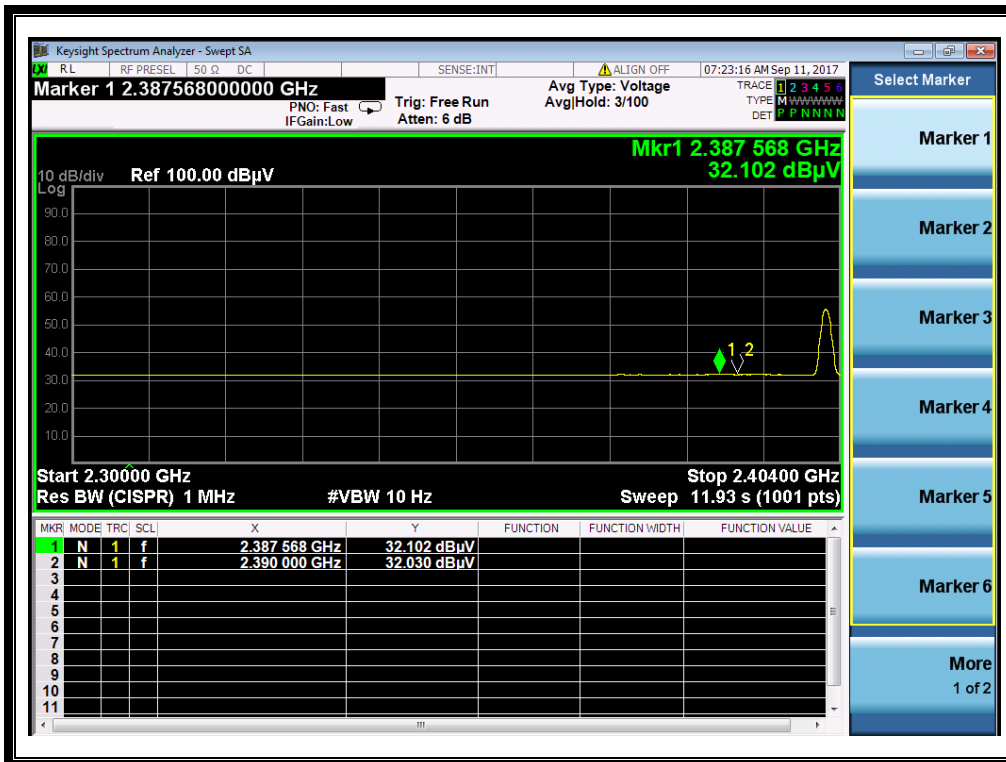 Keysight Spectrum Analyzer - Swept SA
LXI RL RF PRESEL 50 Ω DC SENSE:INT ALIGN OFF 07:23:16 AM Sep 11, 2017
Marker 1 2.387568000000 GHz
PNO: Fast
IFGain:Low
Trig: Free Run
Atten: 6 dB
Avg Type: Voltage
Avg|Hold: 3/100
TRACE 1 2 3 4 5 6
TYPE M WWWWW
DET P P N N N N
Mkr1 2.387 568 GHz
32.102 dBµV
10 dB/div
Log
Ref 100.00 dBµV
90.0
80.0
70.0
60.0
50.0
40.0
30.0
20.0
10.0
1
2
Start 2.30000 GHz
Stop 2.40400 GHz
Res BW (CISPR) 1 MHz
#VBW 10 Hz
Sweep 11.93 s (1001 pts)
MKR MODE TRC SCL X Y FUNCTION FUNCTION WIDTH FUNCTION VALUE
1 N 1 f 2.387 568 GHz 32.102 dBµV
2 N 1 f 2.390 000 GHz 32.030 dBµV
3
4
5
6
7
8
9
10
11
Select Marker
Marker 1
Marker 2
Marker 3
Marker 4
Marker 5
Marker 6
More
1 of 2